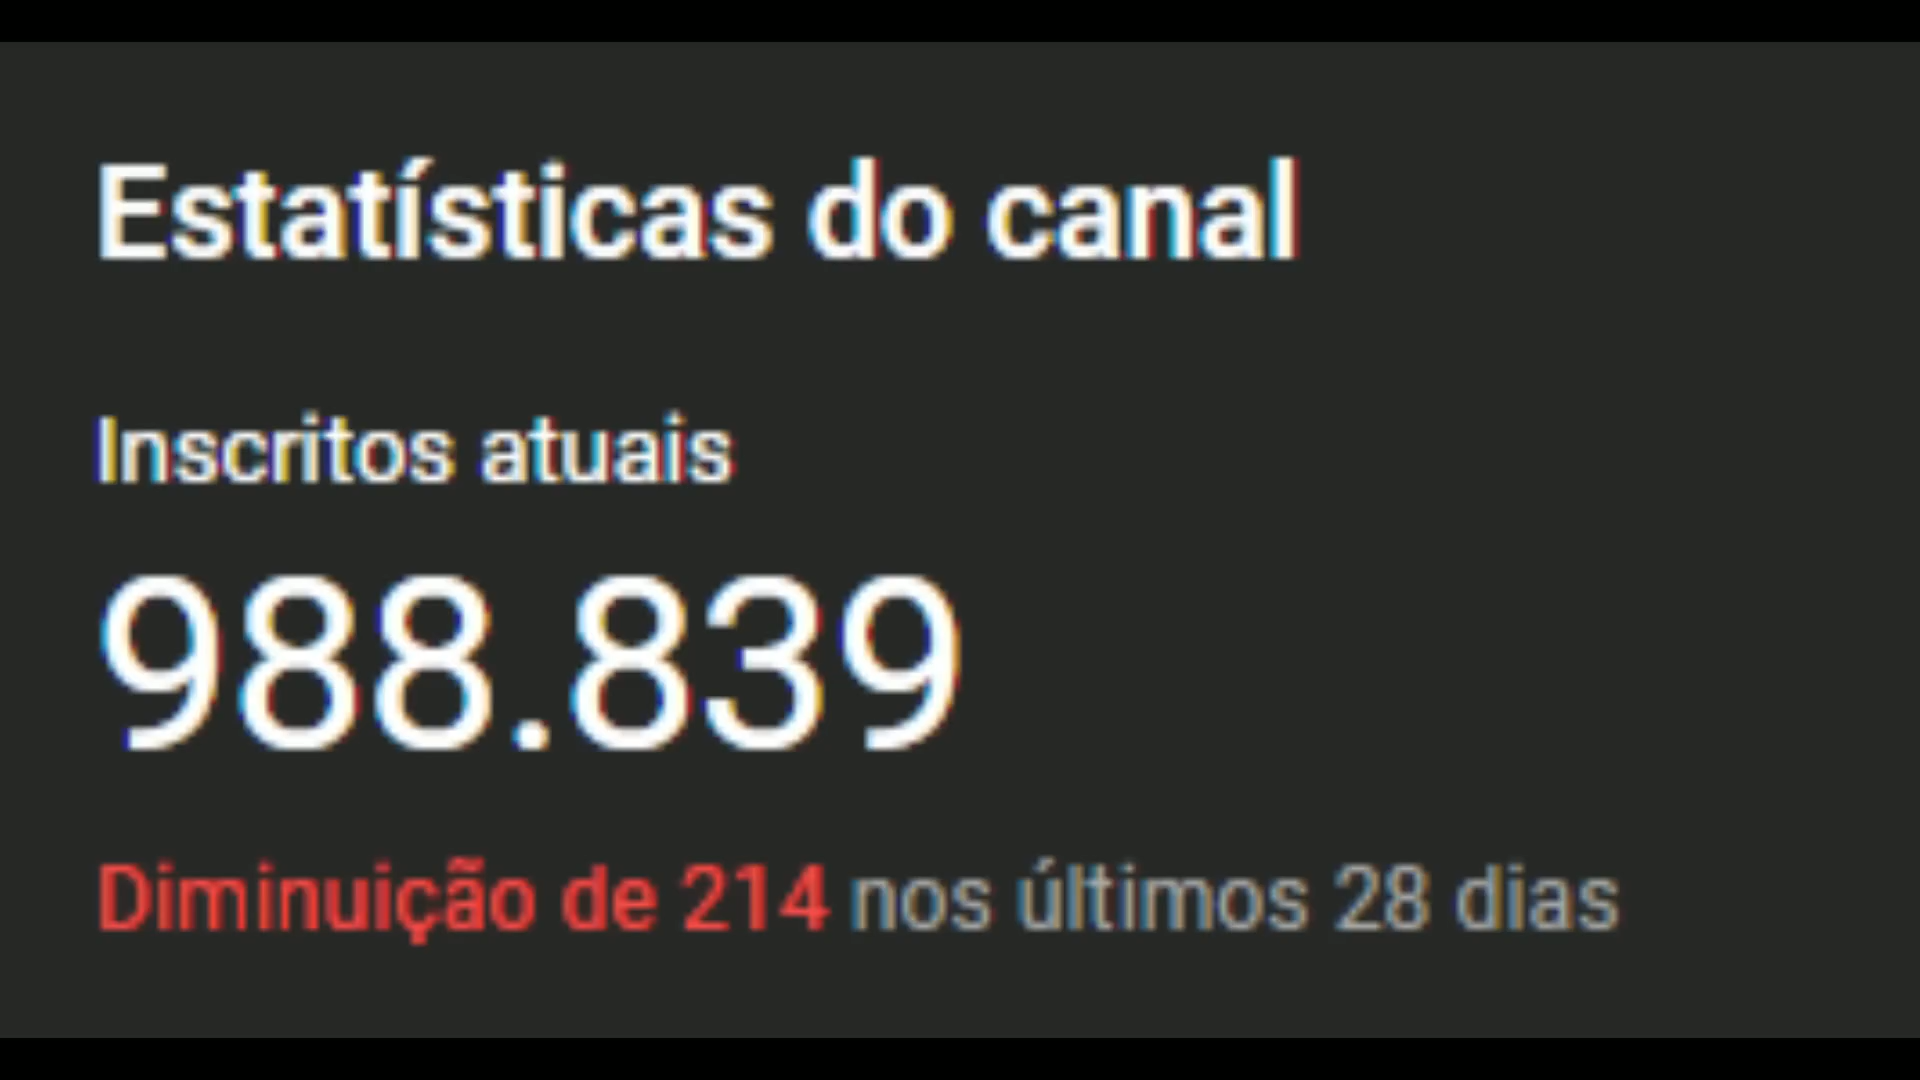 Estatísticas do canal
Inscritos atuais
988.839
Diminuição de 214 nos últimos 28 dias